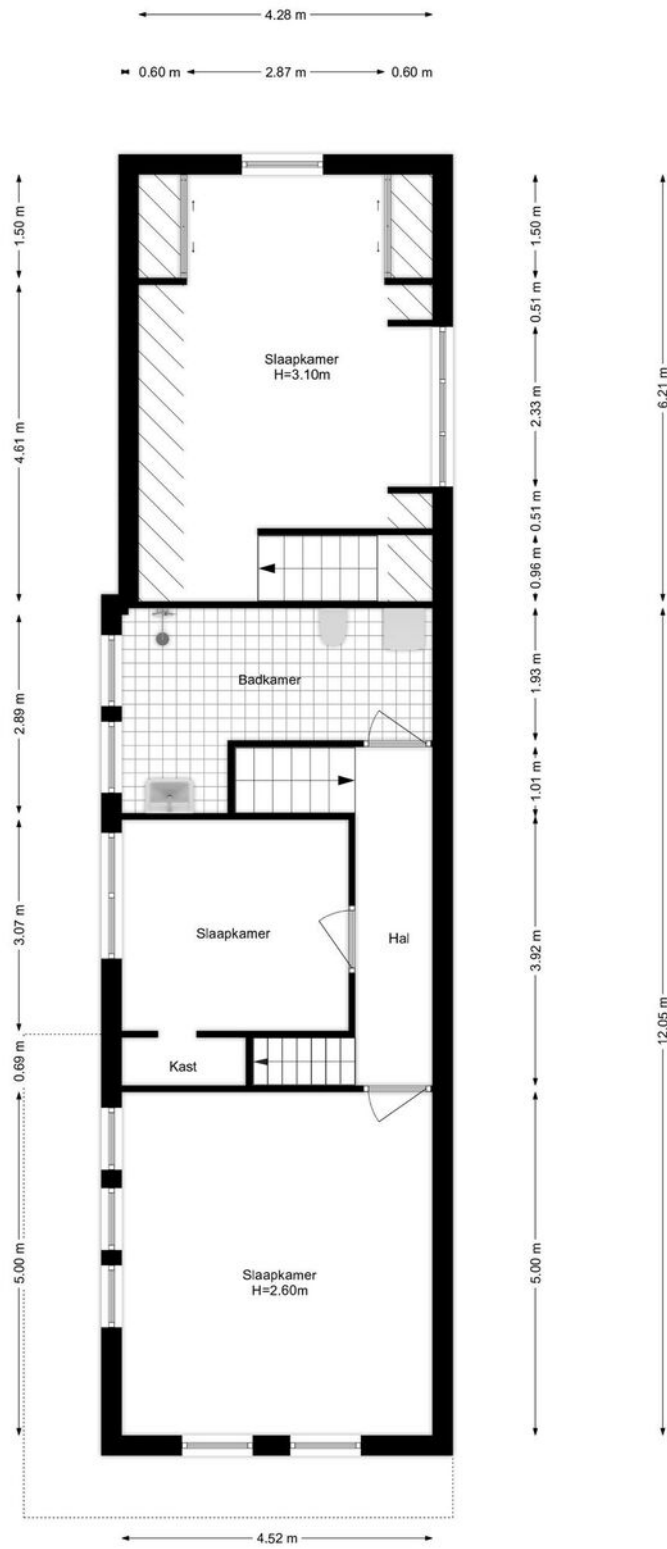 4.28 m
0.60 m
2.87 m
0.60 m
1.50 m
1.50 m
Slaapkamer
H=3.10m
0.51 m
2.33 m
6.21 m
4.61 m
0.51 m
0.96 m
Badkamer
2.89 m
1.93 m
1.01 m
Slaapkamer
Hal
3.07 m
3.92 m
12.05 m
Kast
0.69 m
Slaapkamer
H=2.60m
5.00 m
5.00 m
4.52 m